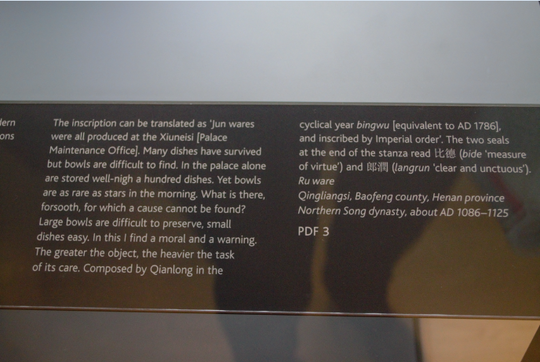 lern
ons
The inscription can be translated as 'Jun wares
were all produced at the Xiuneisi [Palace
Maintenance Office]. Many dishes have survived
but bowls are difficult to find. In the palace alone
are stored well-nigh a hundred dishes. Yet bowls
are as rare as stars in the morning. What is there,
forsooth, for which a cause cannot be found?
Large bowls are difficult to preserve, small
dishes easy. In this I find a moral and a warning.
The greater the object, the heavier the task
of its care. Composed by Qianlong in the
cyclical year bingwu [equivalent to AD 1786],
and inscribed by Imperial order'. The two seals
at the end of the stanza read 比德 (bide 'measure
of virtue') and 郎潤 (langrun 'clear and unctuous').
Ru ware
Qingliangsi, Baofeng county, Henan province
Northern Song dynasty, about AD 1086–1125
PDF 3